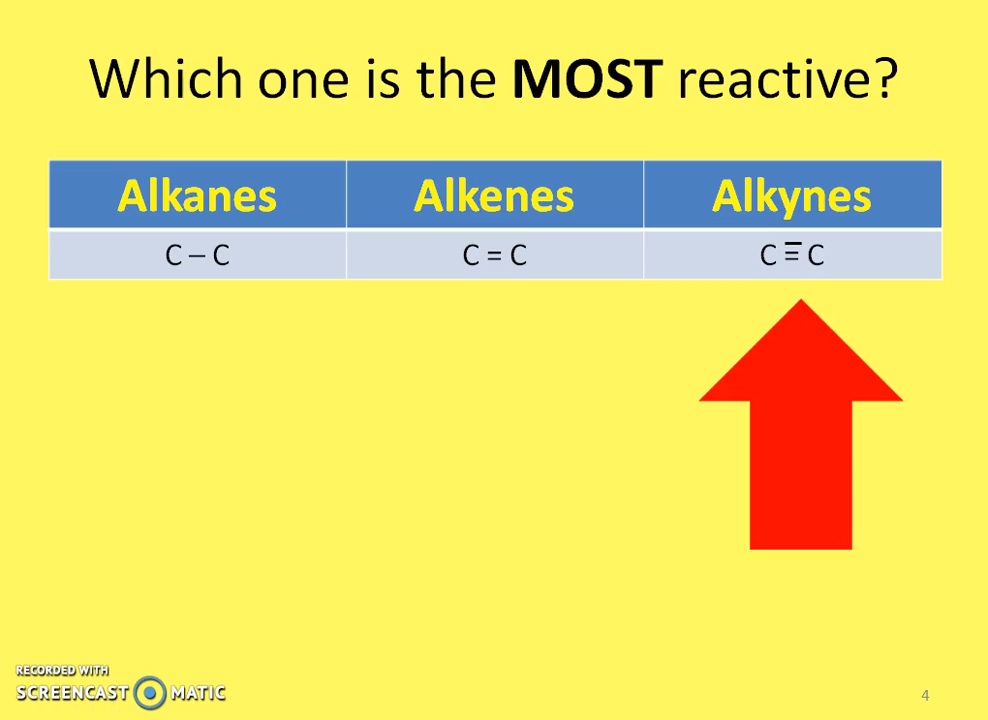 Which one is the MOST reactive?
Alkanes Alkenes Alkynes
C – C C = C C ≡ C
RECORDED WITH
SCREENCAST MATIC
4